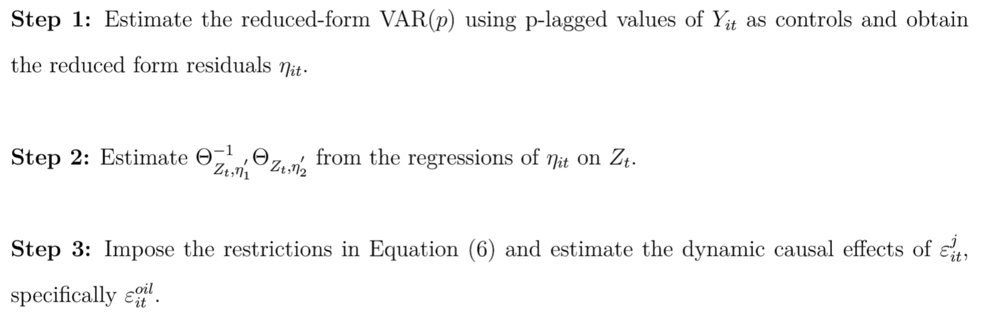 Step 1: Estimate the reduced-form VAR(p) using p-lagged values of $Y_{it}$ as controls and obtain
the reduced form residuals $\eta_{it}$.
Step 2: Estimate $\Theta_{Z_t,\eta_1'}^{-1}\Theta_{Z_t,\eta_2'}$ from the regressions of $\eta_{it}$ on $Z_t$.
Step 3: Impose the restrictions in Equation (6) and estimate the dynamic causal effects of $\varepsilon_{it}^{j}$,
specifically $\varepsilon_{it}^{oil}$.